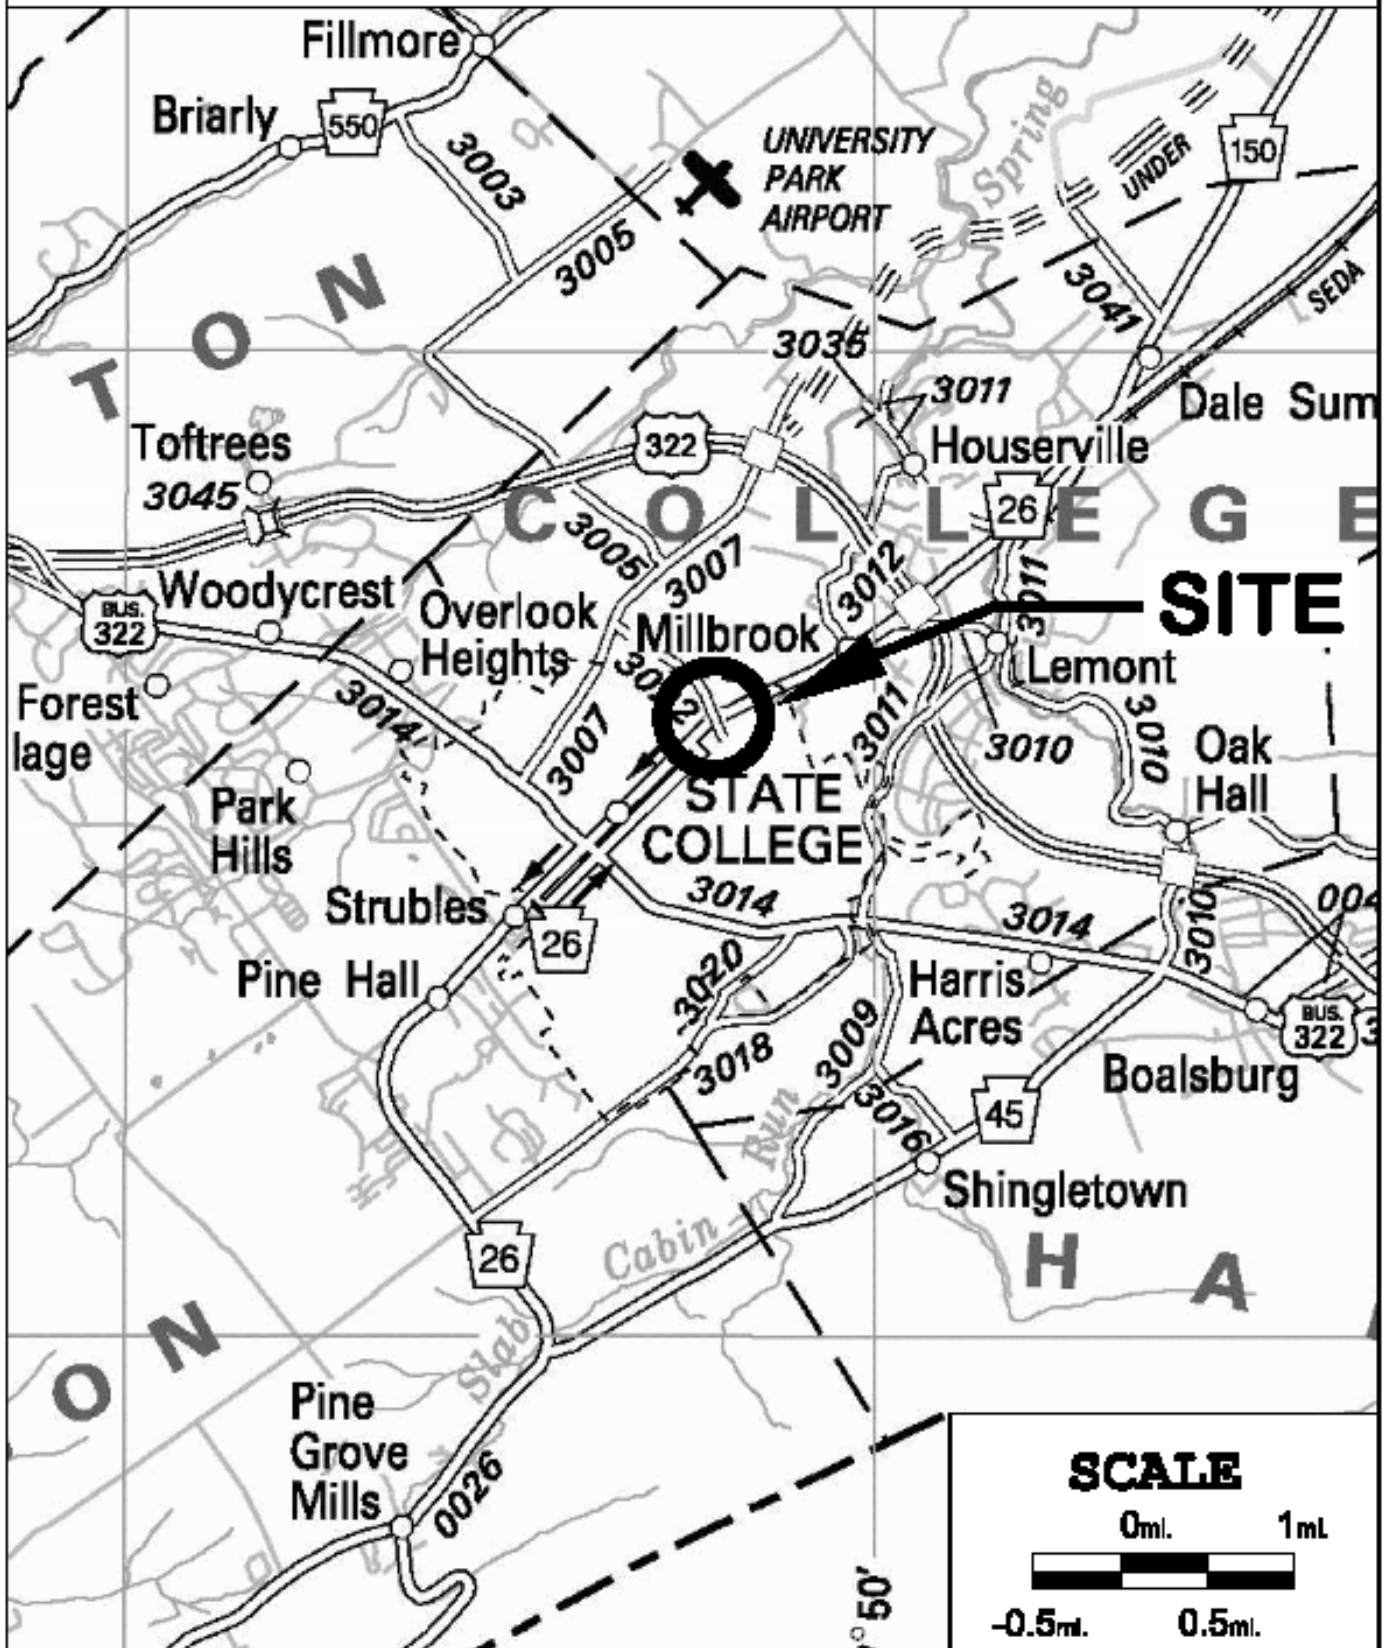 Fillmore
Briarly
550
3003
UNIVERSITY
PARK
AIRPORT
Spring
UNDER
150
3005
T O N
3041
SEDA
3035
3011
Dale Sum
Toftrees
3045
322
Houserville
26
C O L L E G E
3005
3007
3012
3011
SITE
BUS.
322
Woodycrest
Overlook
Heights
Millbrook
Lemont
Forest
lage
3014
3007
3011
3010
3010
Oak
Hall
Park
Hills
STATE
COLLEGE
Strubles
26
3014
3014
3010
004
Pine Hall
3020
3018
3009
Harris
Acres
BUS.
322
3
Boalsburg
3016
45
Run
Shingletown
26
Cabin
H A
O N
Slab
Pine
Grove
Mills
0026
SCALE
0mi. 1mi.
-0.5mi. 0.5mi.
° 50'